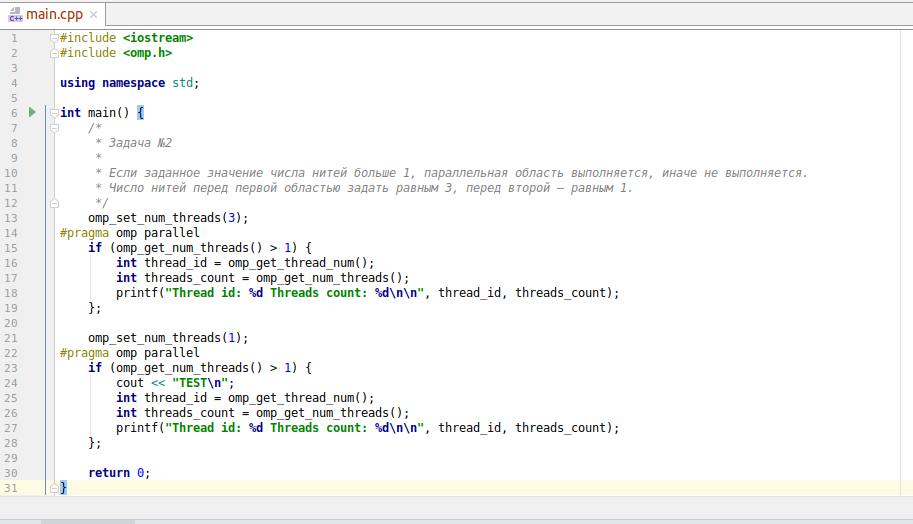 C++ main.cpp ×
1 #include <iostream>
2 #include <omp.h>
3
4 using namespace std;
5
6 int main() {
7 /*
8 * Задача №2
9 *
10 * Если заданное значение числа нитей больше 1, параллельная область выполняется, иначе не выполняется.
11 * Число нитей перед первой областью задать равным 3, перед второй – равным 1.
12 */
13 omp_set_num_threads(3);
14 #pragma omp parallel
15 if (omp_get_num_threads() > 1) {
16 int thread_id = omp_get_thread_num();
17 int threads_count = omp_get_num_threads();
18 printf("Thread id: %d Threads count: %d\n\n", thread_id, threads_count);
19 };
20
21 omp_set_num_threads(1);
22 #pragma omp parallel
23 if (omp_get_num_threads() > 1) {
24 cout << "TEST\n";
25 int thread_id = omp_get_thread_num();
26 int threads_count = omp_get_num_threads();
27 printf("Thread id: %d Threads count: %d\n\n", thread_id, threads_count);
28 };
29
30 return 0;
31 }